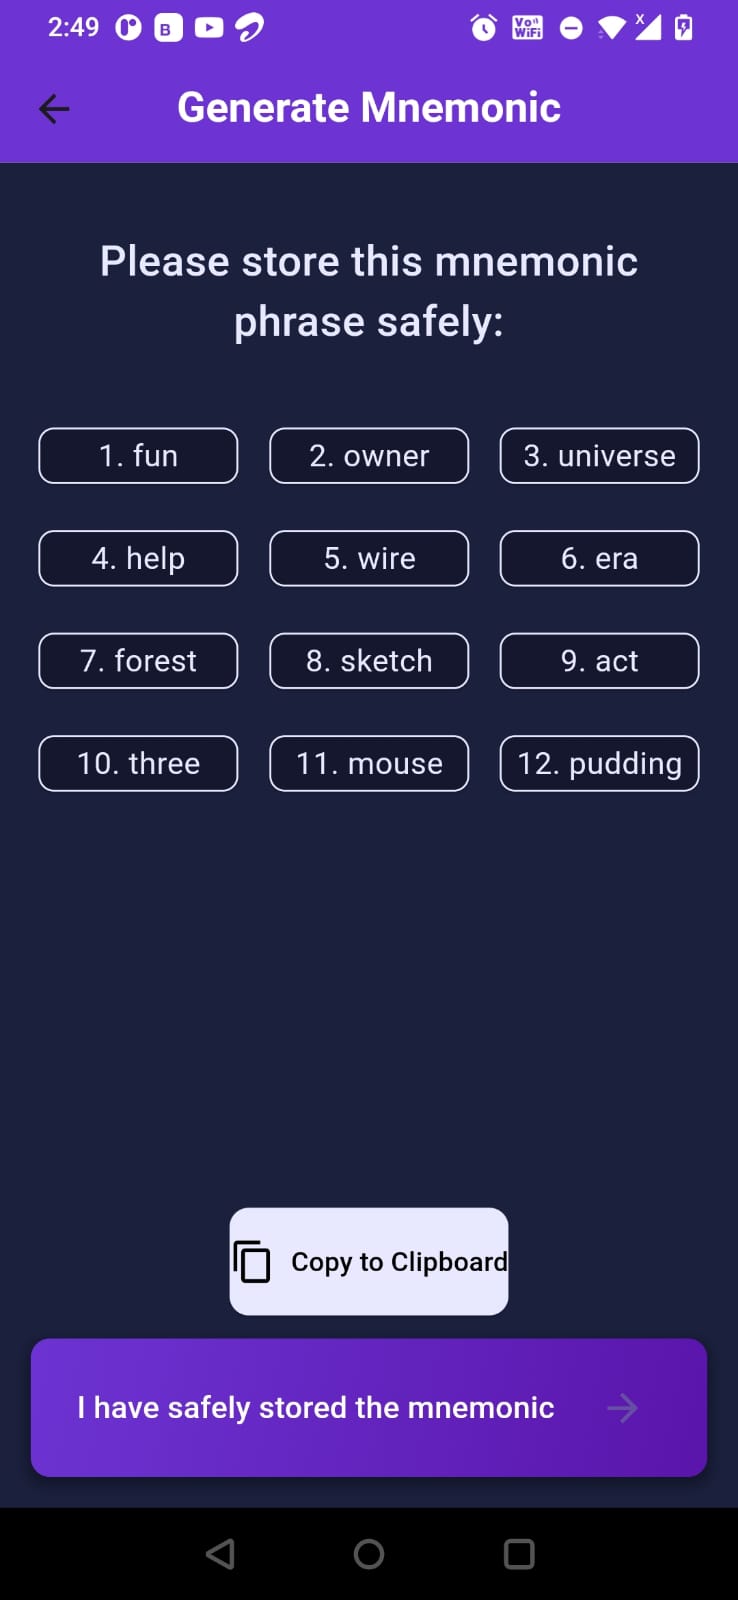 2:49
B
Vo))
WiFi
X
Generate Mnemonic
Please store this mnemonic
phrase safely:
1. fun
2. owner
3. universe
4. help
5. wire
6. era
7. forest
8. sketch
9. act
10. three
11. mouse
12. pudding
Copy to Clipboard
I have safely stored the mnemonic